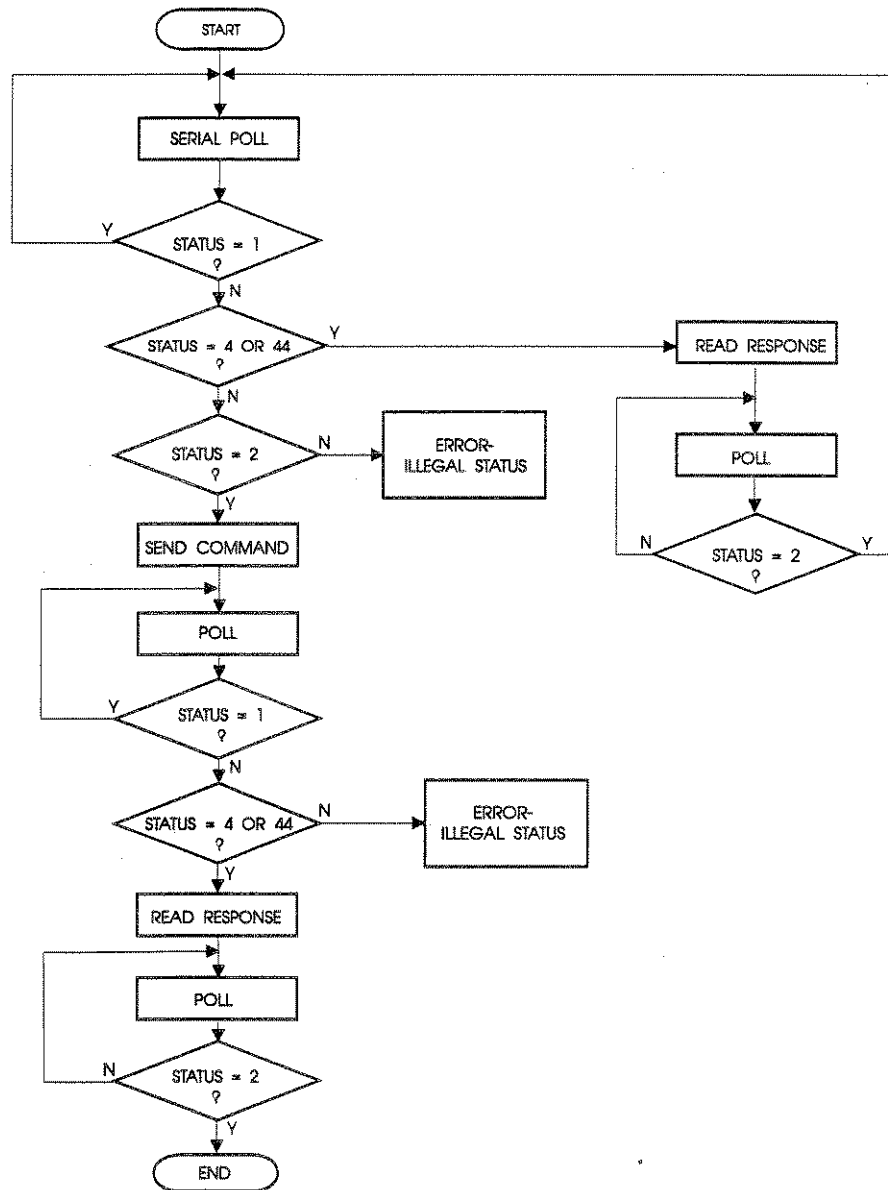 START
SERIAL POLL
Y
STATUS = 1
?
N
STATUS = 4 OR 44
?
Y
READ RESPONSE
N
STATUS = 2
?
N
ERROR-
ILLEGAL STATUS
Y
POLL
N
STATUS = 2
?
Y
SEND COMMAND
POLL
Y
STATUS = 1
?
N
STATUS = 4 OR 44
?
N
ERROR-
ILLEGAL STATUS
Y
READ RESPONSE
POLL
N
STATUS = 2
?
Y
END